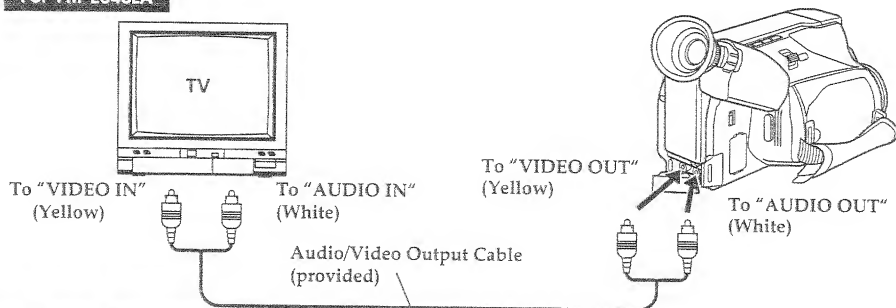 TV
To "VIDEO IN"
(Yellow)
To "AUDIO IN"
(White)
To "VIDEO OUT"
(Yellow)
To "AUDIO OUT"
(White)
Audio/Video Output Cable
(provided)